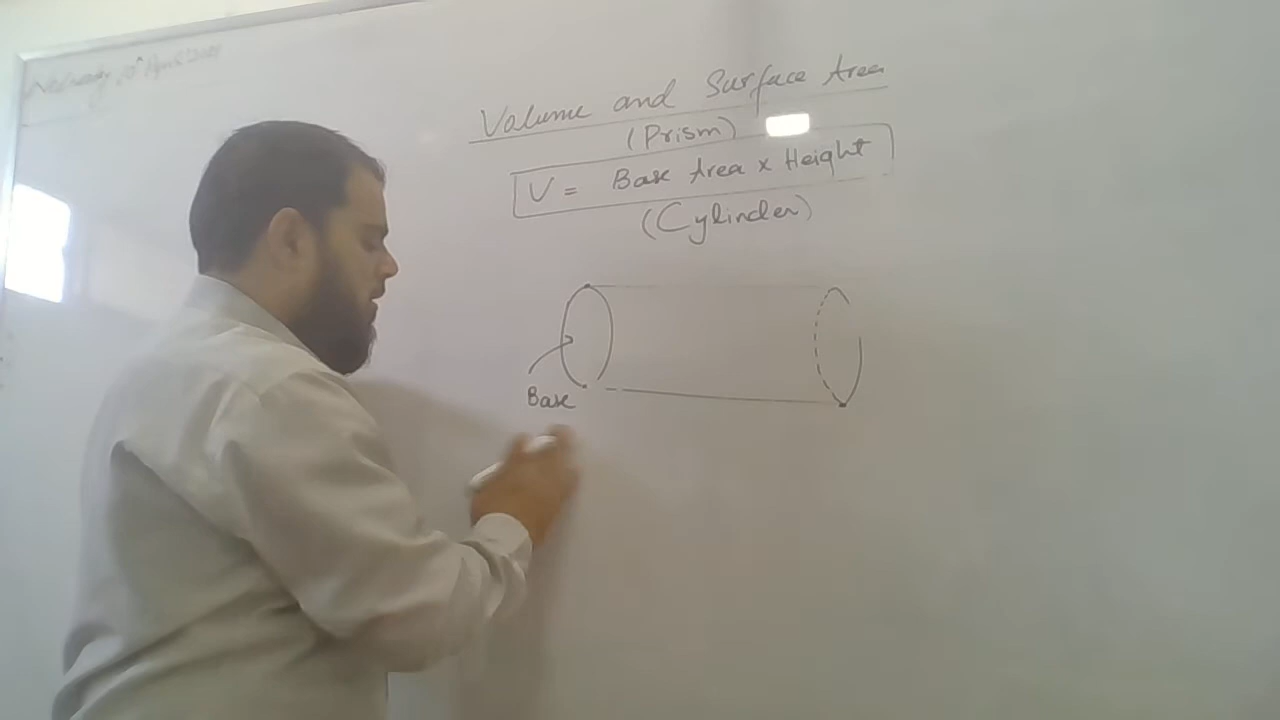 Volume and Surface Area
(Prism)
V = Base Area x Height
(Cylinder)
Base